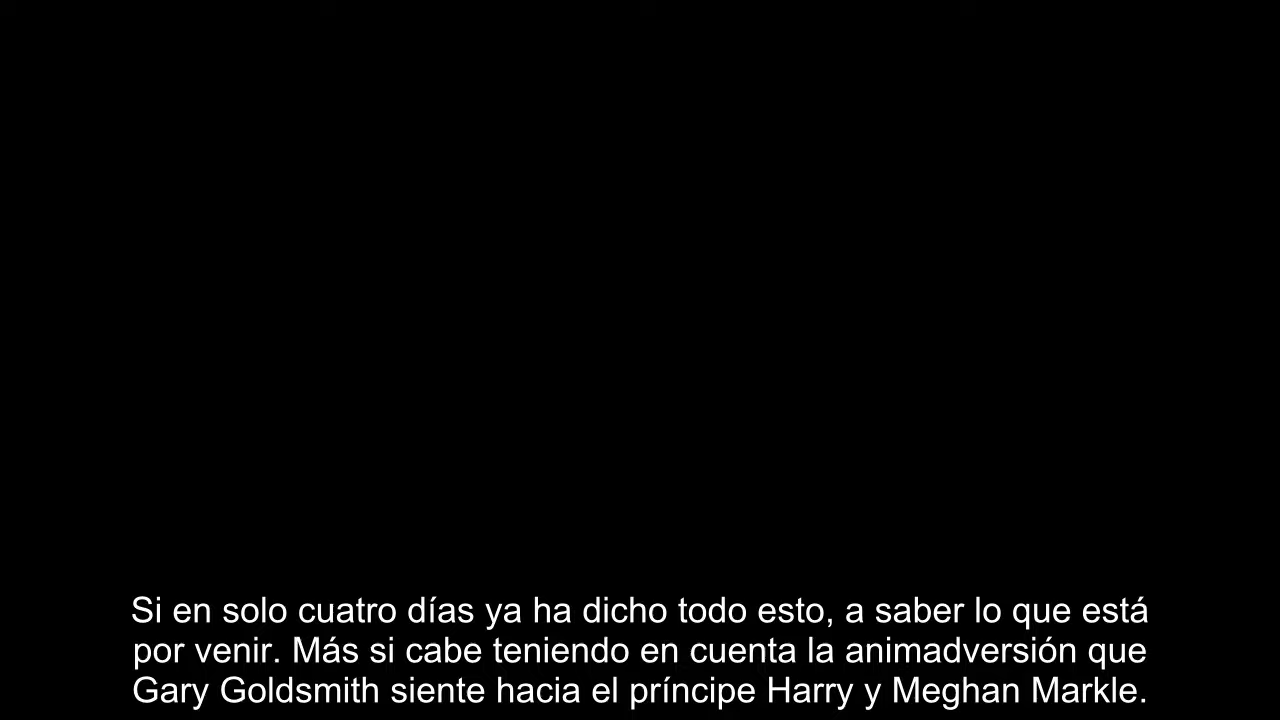 Si en solo cuatro días ya ha dicho todo esto, a saber lo que está
por venir. Más si cabe teniendo en cuenta la animadversión que
Gary Goldsmith siente hacia el príncipe Harry y Meghan Markle.